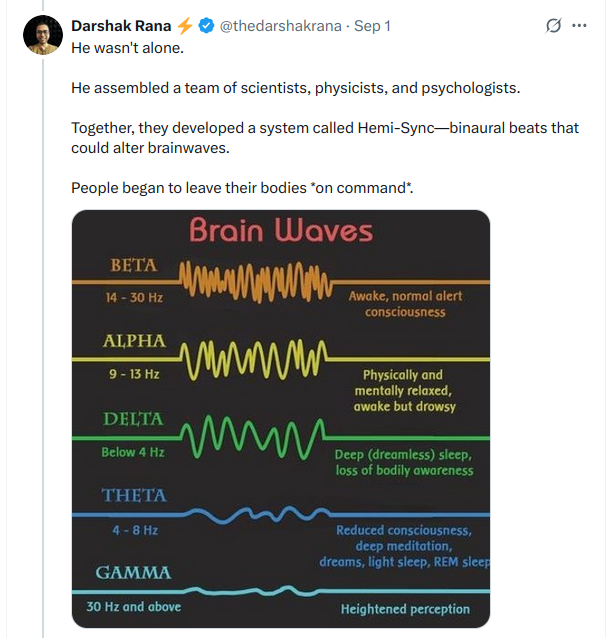 Darshak Rana ⚡ @thedarshakrana · Sep 1
He wasn't alone.
He assembled a team of scientists, physicists, and psychologists.
Together, they developed a system called Hemi-Sync—binaural beats that
could alter brainwaves.
People began to leave their bodies *on command*.
Brain Waves
BETA
14 - 30 Hz
Awake, normal alert
consciousness
ALPHA
9 - 13 Hz
Physically and
mentally relaxed,
awake but drowsy
DELTA
Below 4 Hz
Deep (dreamless) sleep,
loss of bodily awareness
THETA
4 - 8 Hz
Reduced consciousness,
deep meditation,
dreams, light sleep, REM sleep
GAMMA
30 Hz and above
Heightened perception